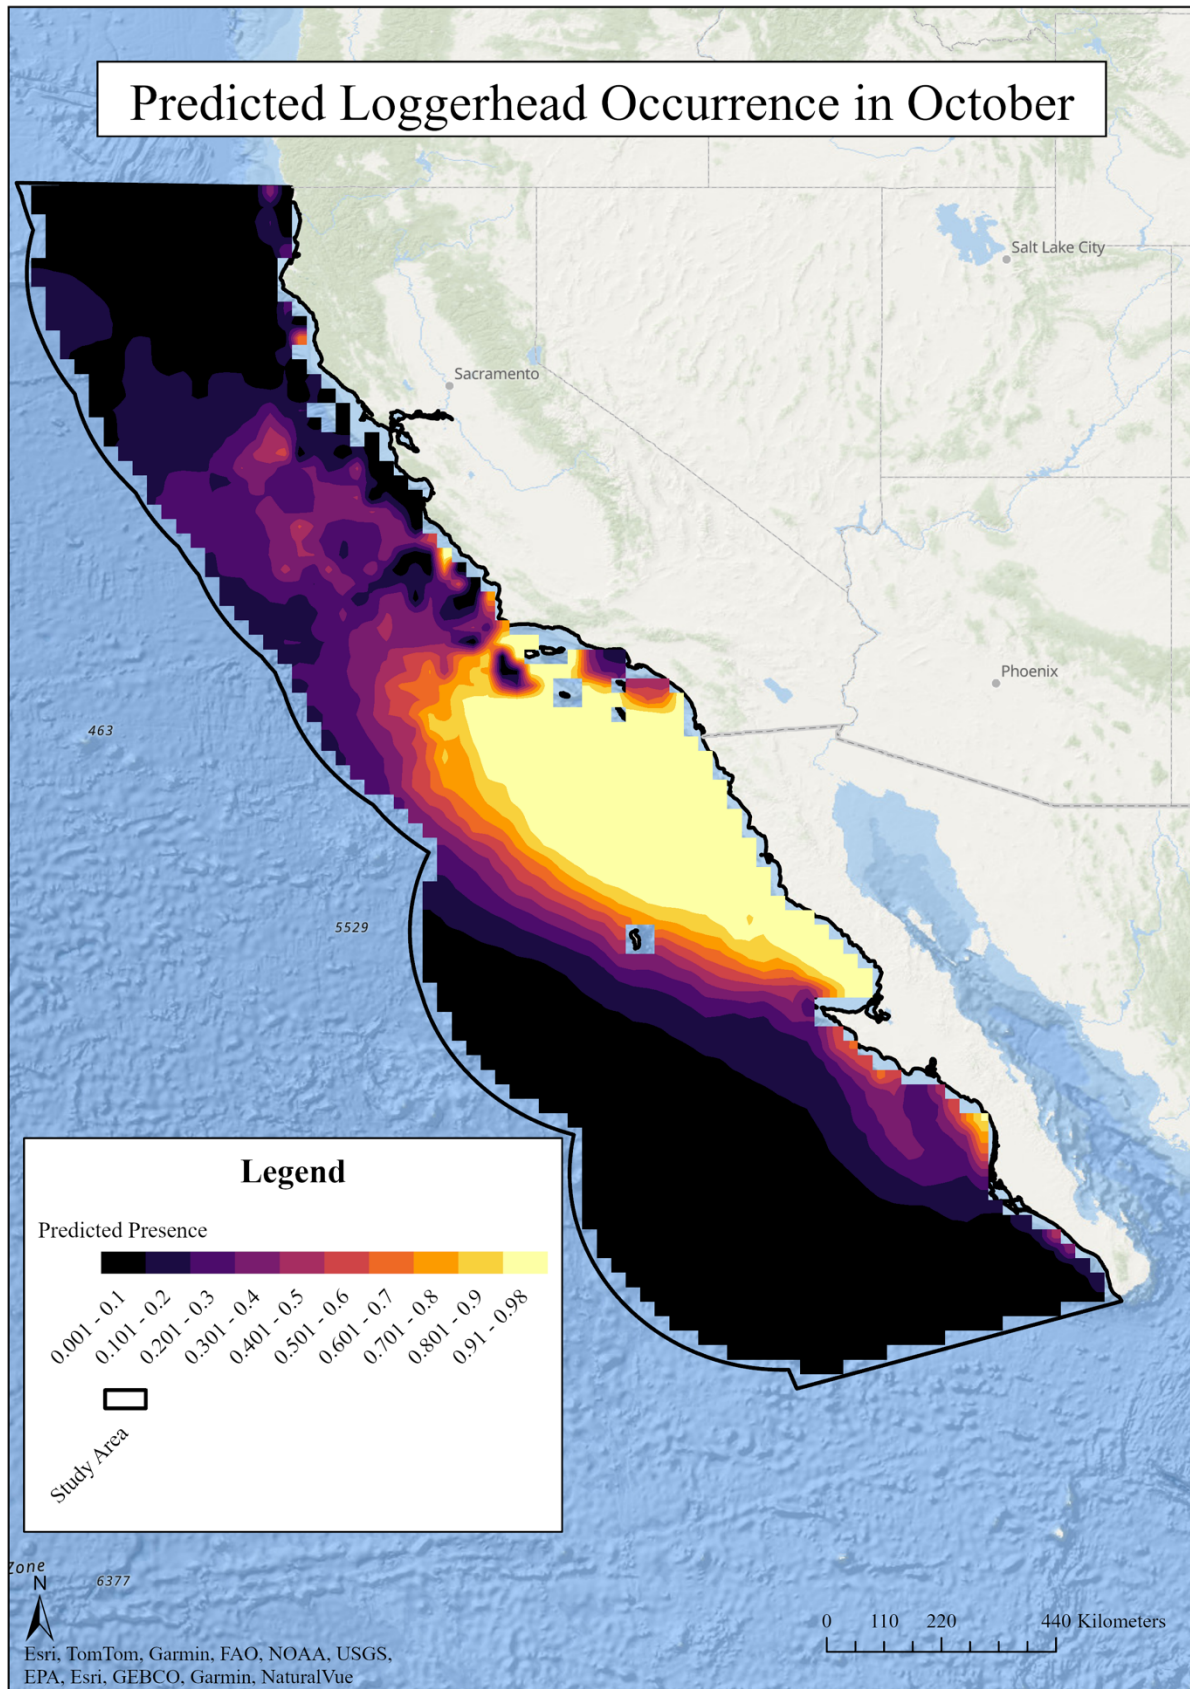 Predicted Loggerhead Occurrence in October
Salt Lake City
Sacramento
Phoenix
463
5529
Legend
Predicted Presence
0.001 - 0.1
0.101 - 0.2
0.201 - 0.3
0.301 - 0.4
0.401 - 0.5
0.501 - 0.6
0.601 - 0.7
0.701 - 0.8
0.801 - 0.9
0.91 - 0.98
Study Area
Zone
N
6377
0 110 220 440 Kilometers
Esri, TomTom, Garmin, FAO, NOAA, USGS,
EPA, Esri, GEBCO, Garmin, NaturalVue